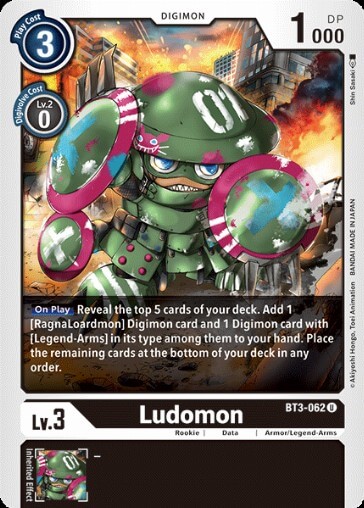 Play Cost
3
DIGIMON
1000
DP
Digivolve Cost
Lv.2
0
01
Shin Sasaki
© Akiyoshi Hongo, Toei Animation BANDAI MADE IN JAPAN
On Play Reveal the top 5 cards of your deck. Add 1
[RagnaLoardmon] Digimon card and 1 Digimon card with
[Legend-Arms] in its type among them to your hand. Place
the remaining cards at the bottom of your deck in any
order.
BT3-062 U
Lv.3
Ludomon
Rookie | Data | Armor/Legend-Arms
Inherited Effect
01
-